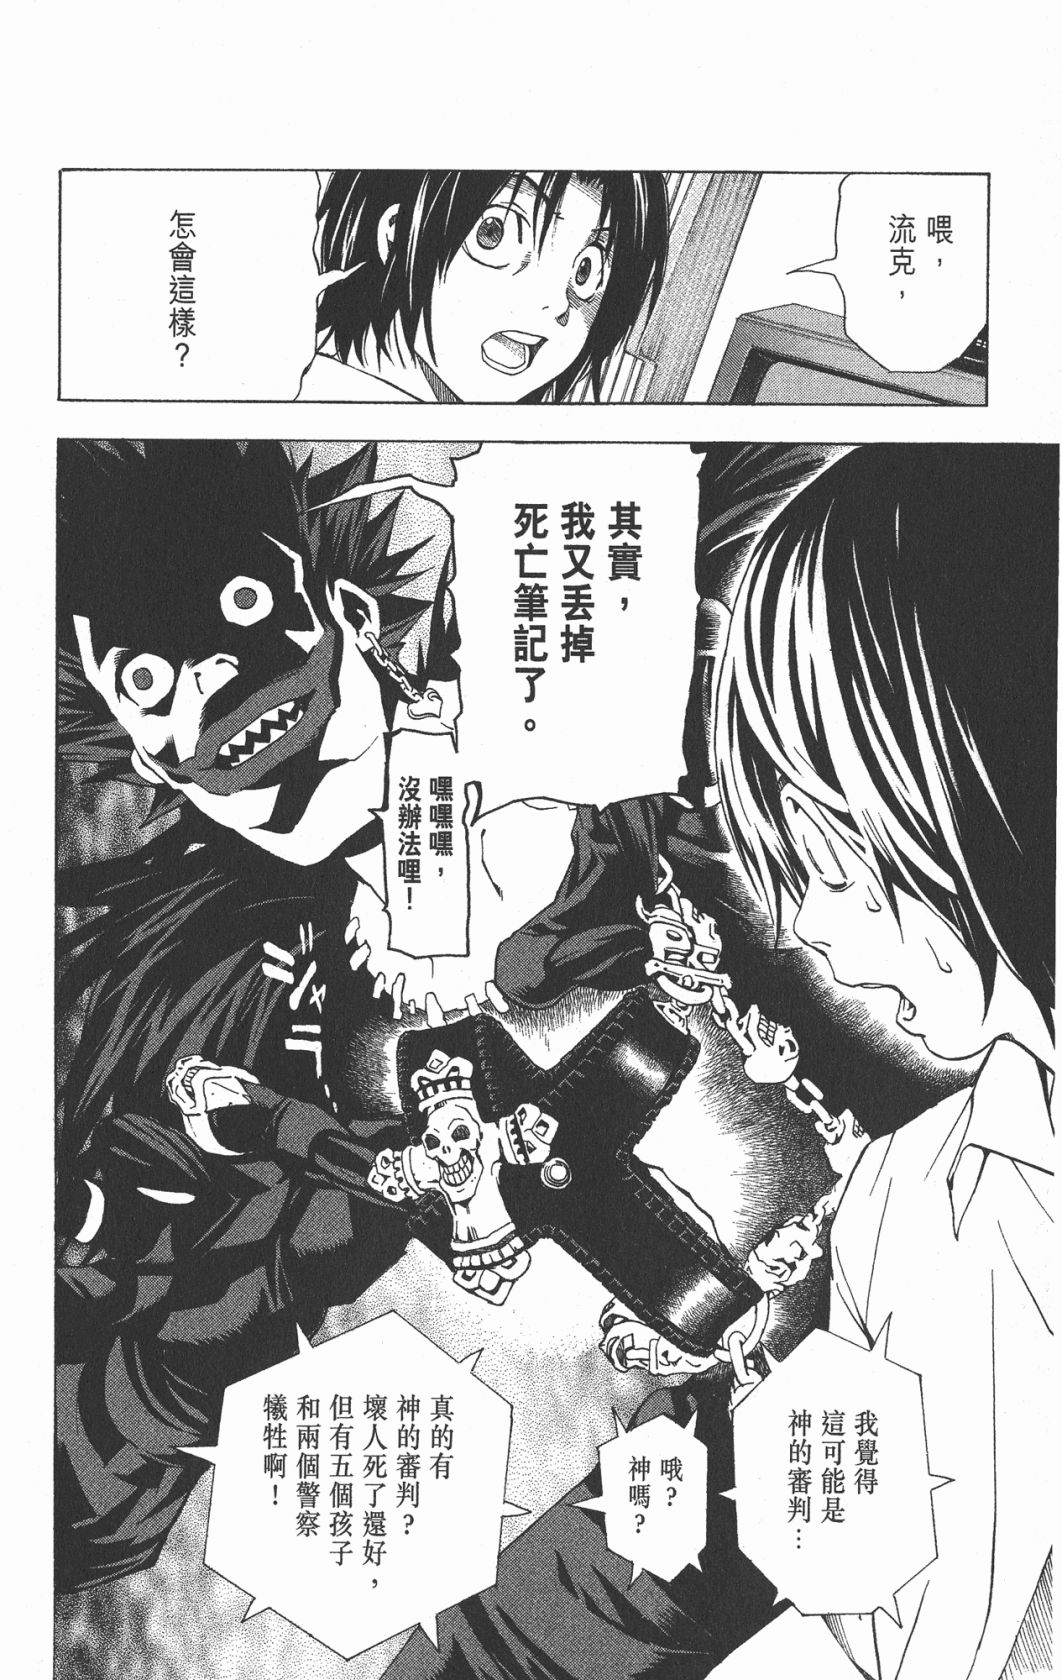 喂，
流克，
怎會這樣？
其實，
我又丟掉
死亡筆記了。
嘿嘿嘿，
沒辦法哩！
ジャラ
我覺得
這可能是
神的審判…
哦？
神嗎？
真的有
神的審判？
壞人死了還好，
但有五個孩子
和兩個警察
犧牲啊！